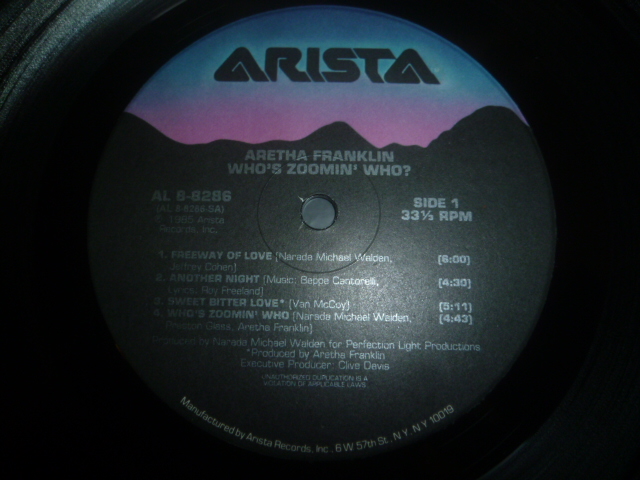 ARISTA
ARETHA FRANKLIN
WHO'S ZOOMIN' WHO?
AL 8-8286
(AL 8-8286-SA)
℗ 1985 Arista
Records, Inc.
SIDE 1
33⅓ RPM
1. FREEWAY OF LOVE (Narada Michael Walden, [6:00]
Jeffrey Cohen)
2. ANOTHER NIGHT (Music: Beppe Cantorelli, [4:30]
Lyrics: Roy Freeland)
3. SWEET BITTER LOVE* (Van McCoy) [5:11]
4. WHO'S ZOOMIN' WHO (Narada Michael Walden, [4:43]
Preston Glass, Aretha Franklin)
Produced by Narada Michael Walden for Perfection Light Productions
*Produced by Aretha Franklin
Executive Producer: Clive Davis
UNAUTHORIZED DUPLICATION IS A
VIOLATION OF APPLICABLE LAWS.
Manufactured by Arista Records, Inc., 6 W 57th St., N.Y., N.Y. 10019